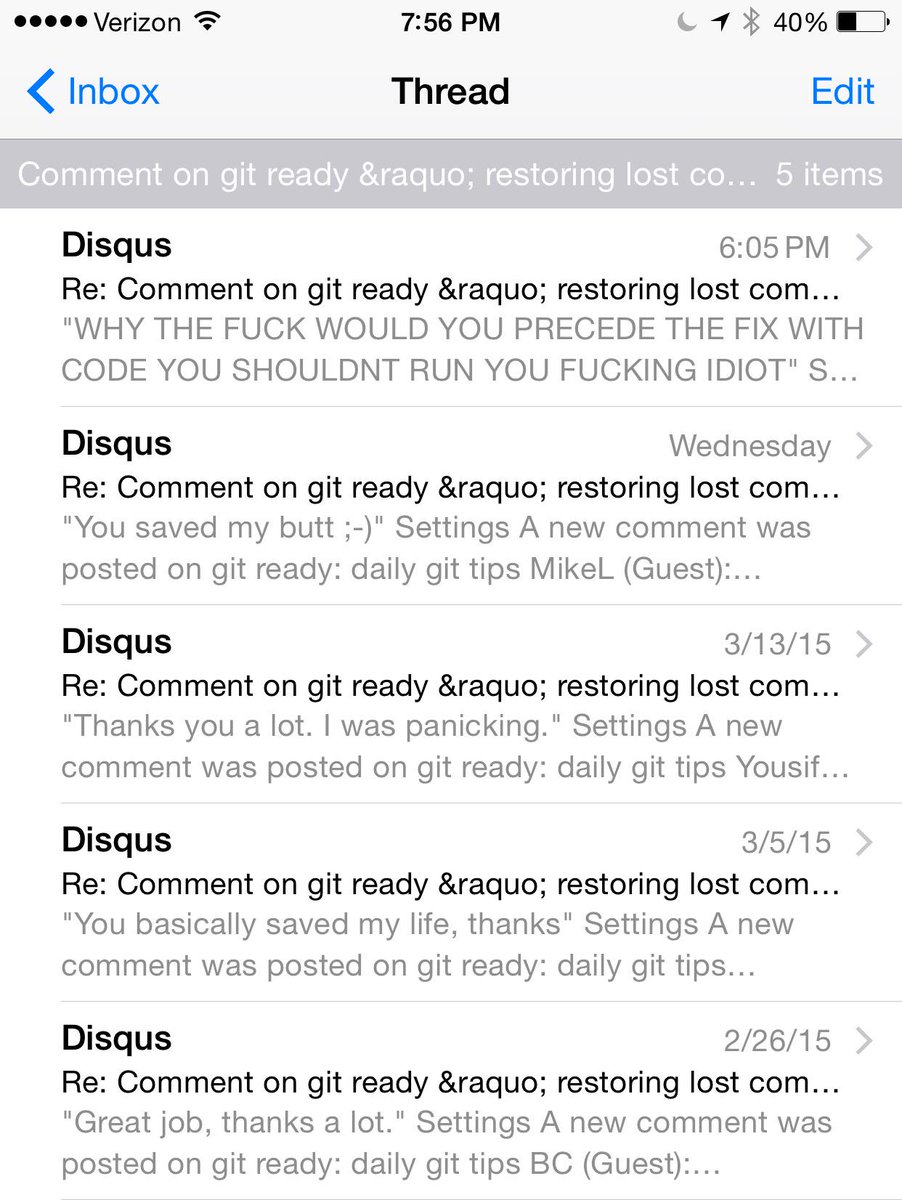 Verizon 7:56 PM 40%
Inbox Thread Edit
Comment on git ready &raquo; restoring lost co... 5 items
Disqus 6:05 PM
Re: Comment on git ready &raquo; restoring lost com...
"WHY THE FUCK WOULD YOU PRECEDE THE FIX WITH
CODE YOU SHOULDNT RUN YOU FUCKING IDIOT" S...
Disqus Wednesday
Re: Comment on git ready &raquo; restoring lost com...
"You saved my butt ;-)" Settings A new comment was
posted on git ready: daily git tips MikeL (Guest):...
Disqus 3/13/15
Re: Comment on git ready &raquo; restoring lost com...
"Thanks you a lot. I was panicking." Settings A new
comment was posted on git ready: daily git tips Yousif...
Disqus 3/5/15
Re: Comment on git ready &raquo; restoring lost com...
"You basically saved my life, thanks" Settings A new
comment was posted on git ready: daily git tips...
Disqus 2/26/15
Re: Comment on git ready &raquo; restoring lost com...
"Great job, thanks a lot." Settings A new comment was
posted on git ready: daily git tips BC (Guest):...